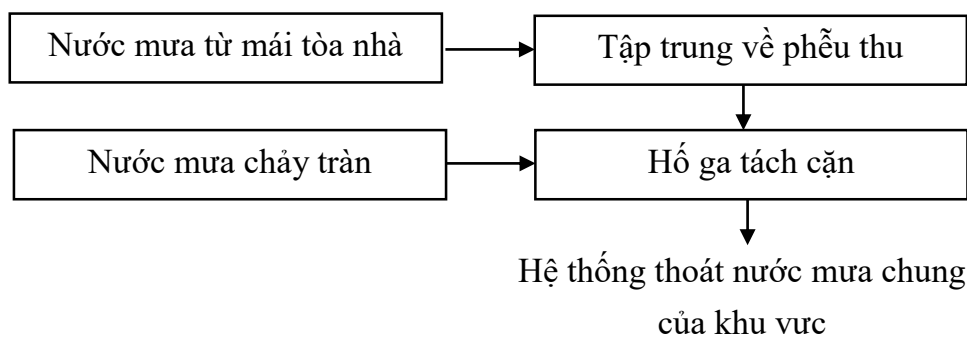 Nước mưa từ mái tòa nhà
Tập trung về phễu thu
Nước mưa chảy tràn
Hố ga tách cặn
Hệ thống thoát nước mưa chung
của khu vưc